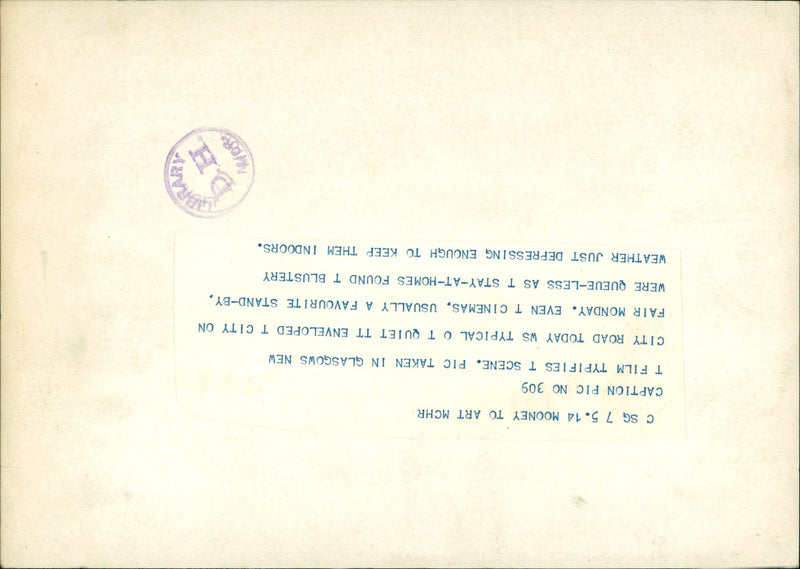 C SG 7 5.14 MOONEY TO ART MCHR
CAPTION PIC NO 309
T FILM TYPIFIES T SCENE. PIC TAKEN IN GLASGOWS NEW
CITY ROAD TODAY WS TYPICAL O T QUIET TT ENVELOPED T CITY ON
FAIR MONDAY. EVEN T CINEMAS, USUALLY A FAVOURITE STAND-BY,
WERE QUEUE-LESS AS T STAY-AT-HOMES FOUND T BLUSTERY
WEATHER JUST DEPRESSING ENOUGH TO KEEP THEM INDOORS.
LIBRARY
D.H.